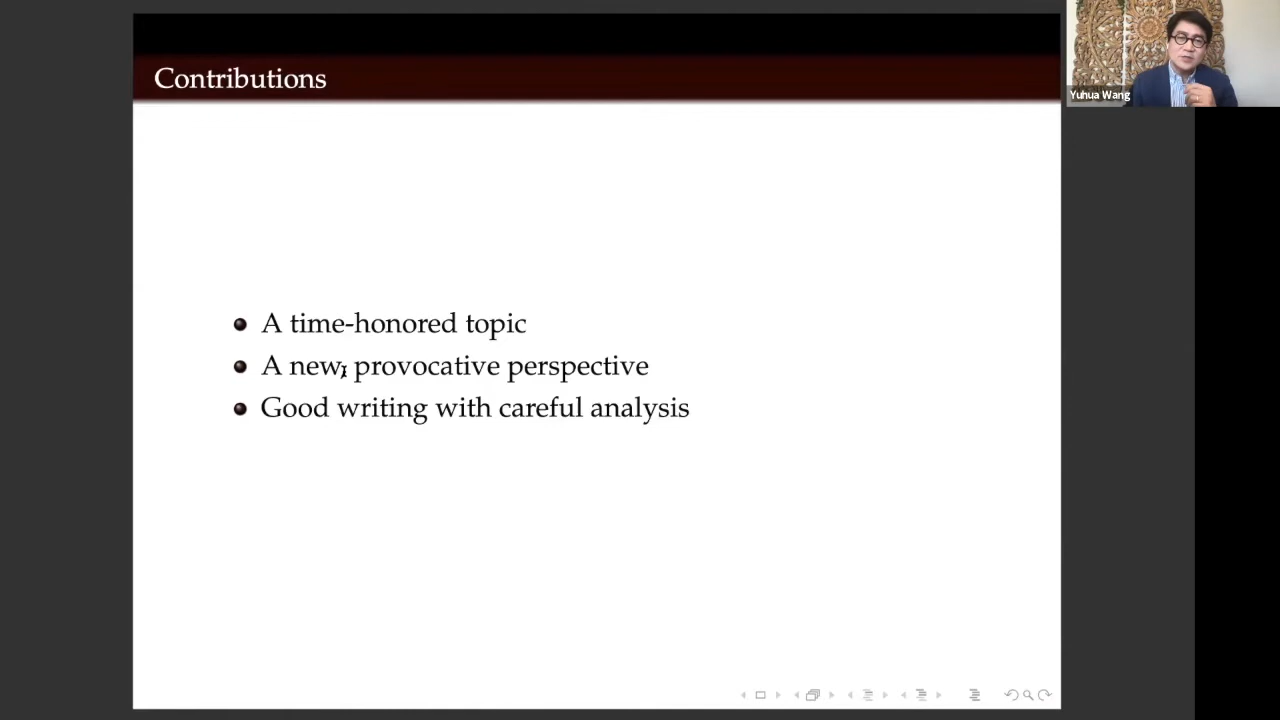 Contributions
Yuhua Wang
A time-honored topic
A new, provocative perspective
Good writing with careful analysis